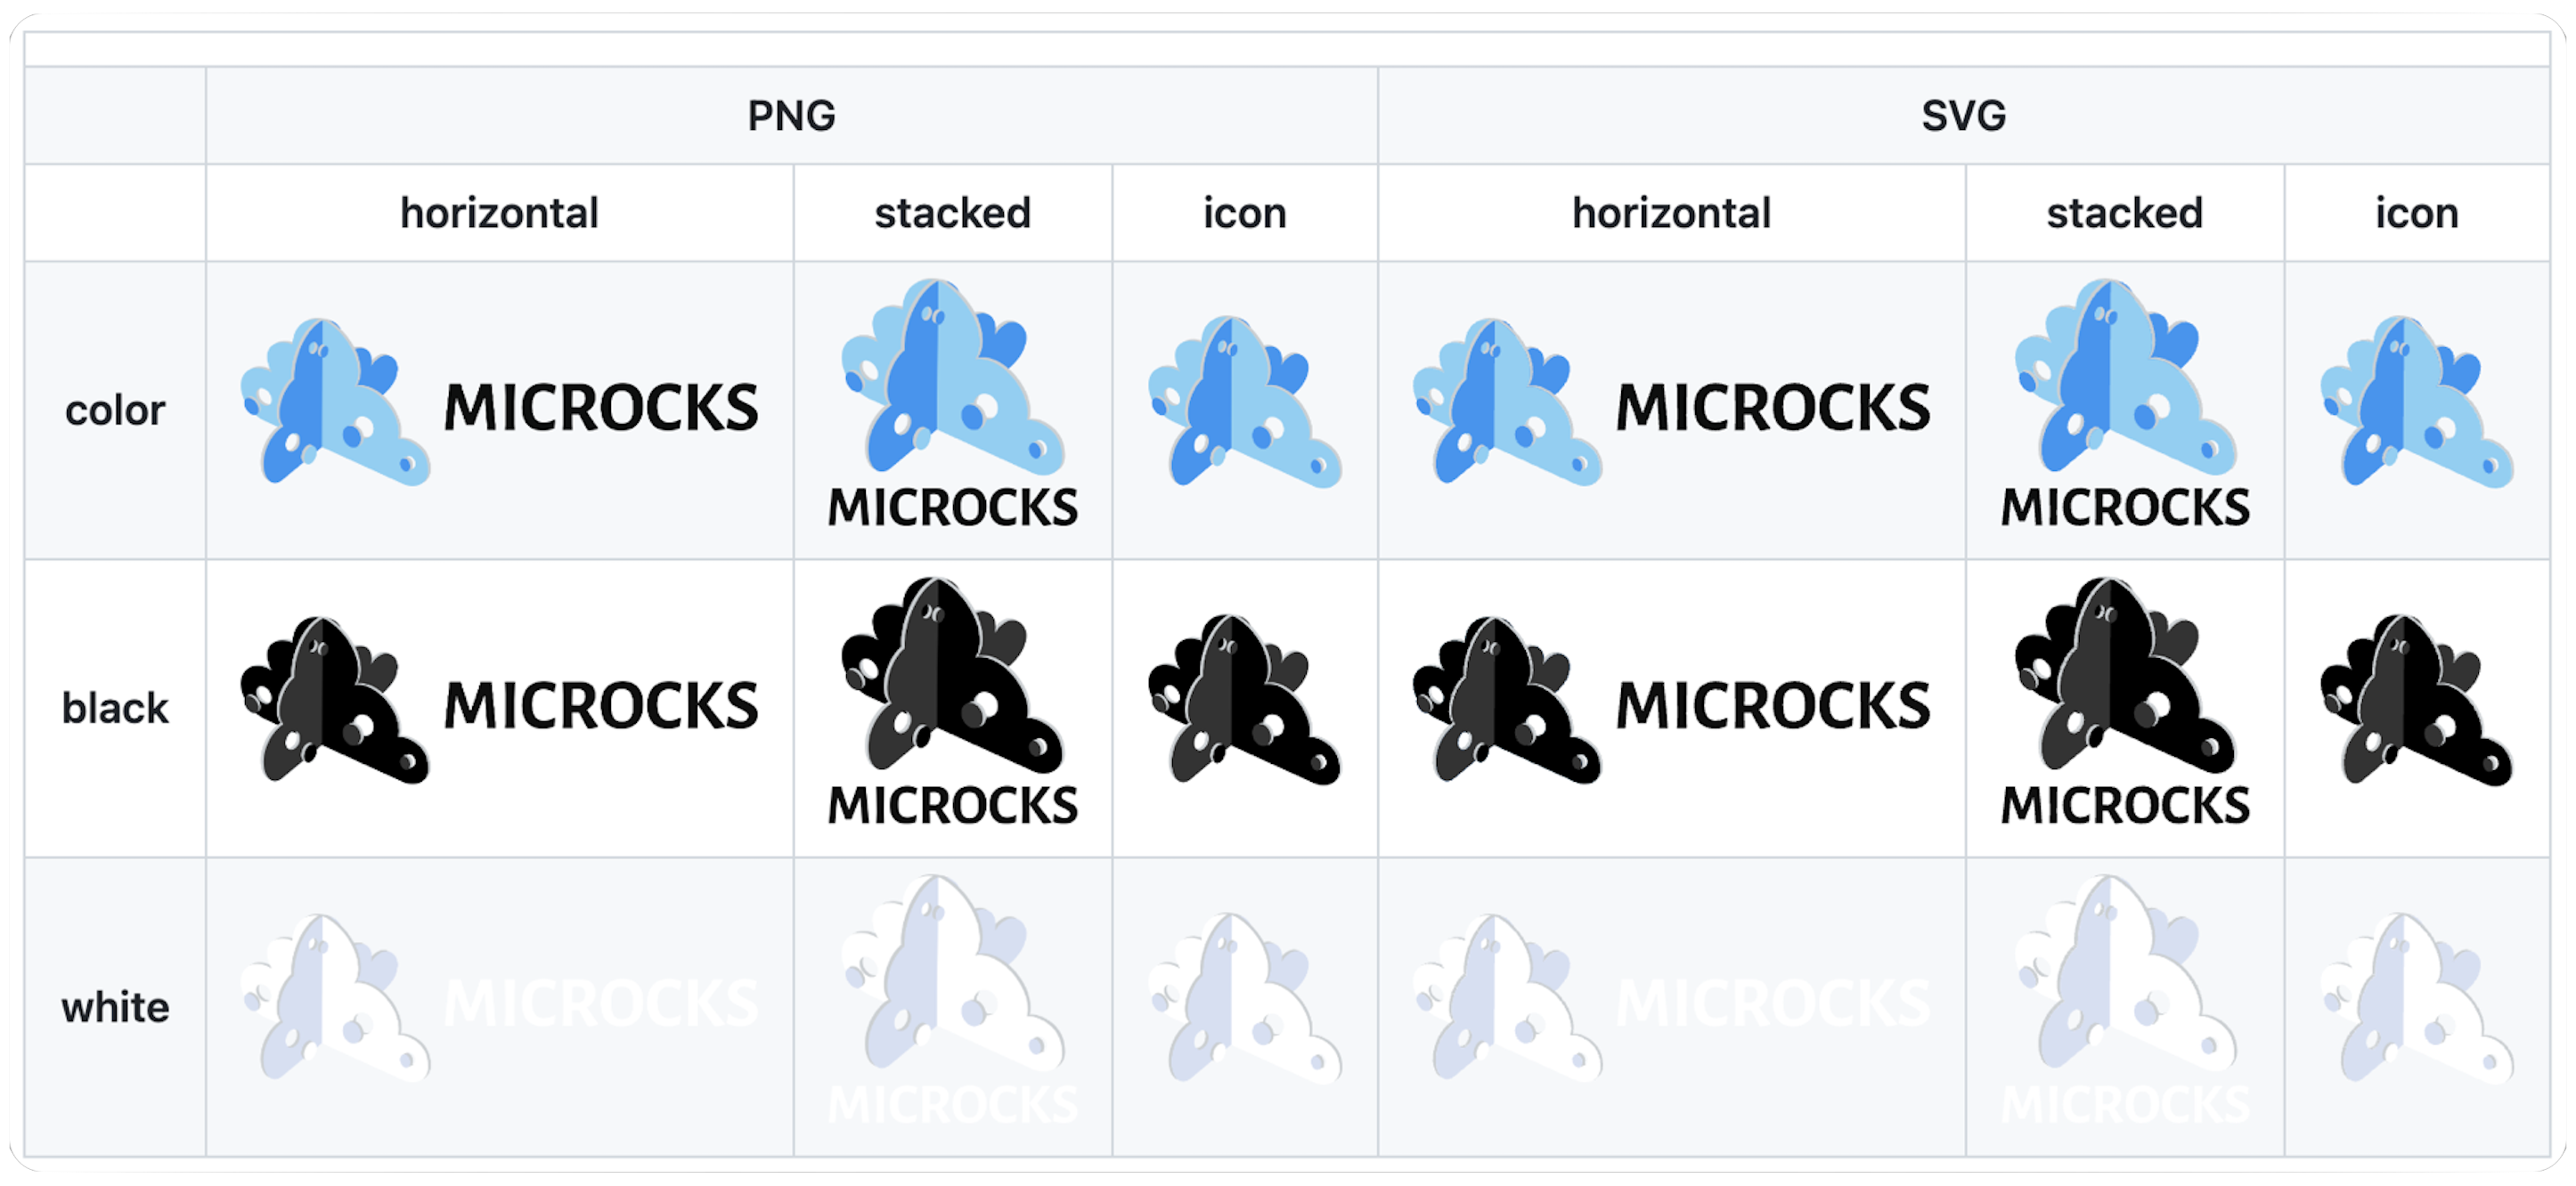 PNG SVG
horizontal stacked icon horizontal stacked icon
color MICROCKS MICROCKS MICROCKS MICROCKS
black MICROCKS MICROCKS MICROCKS MICROCKS
white MICROCKS MICROCKS MICROCKS MICROCKS